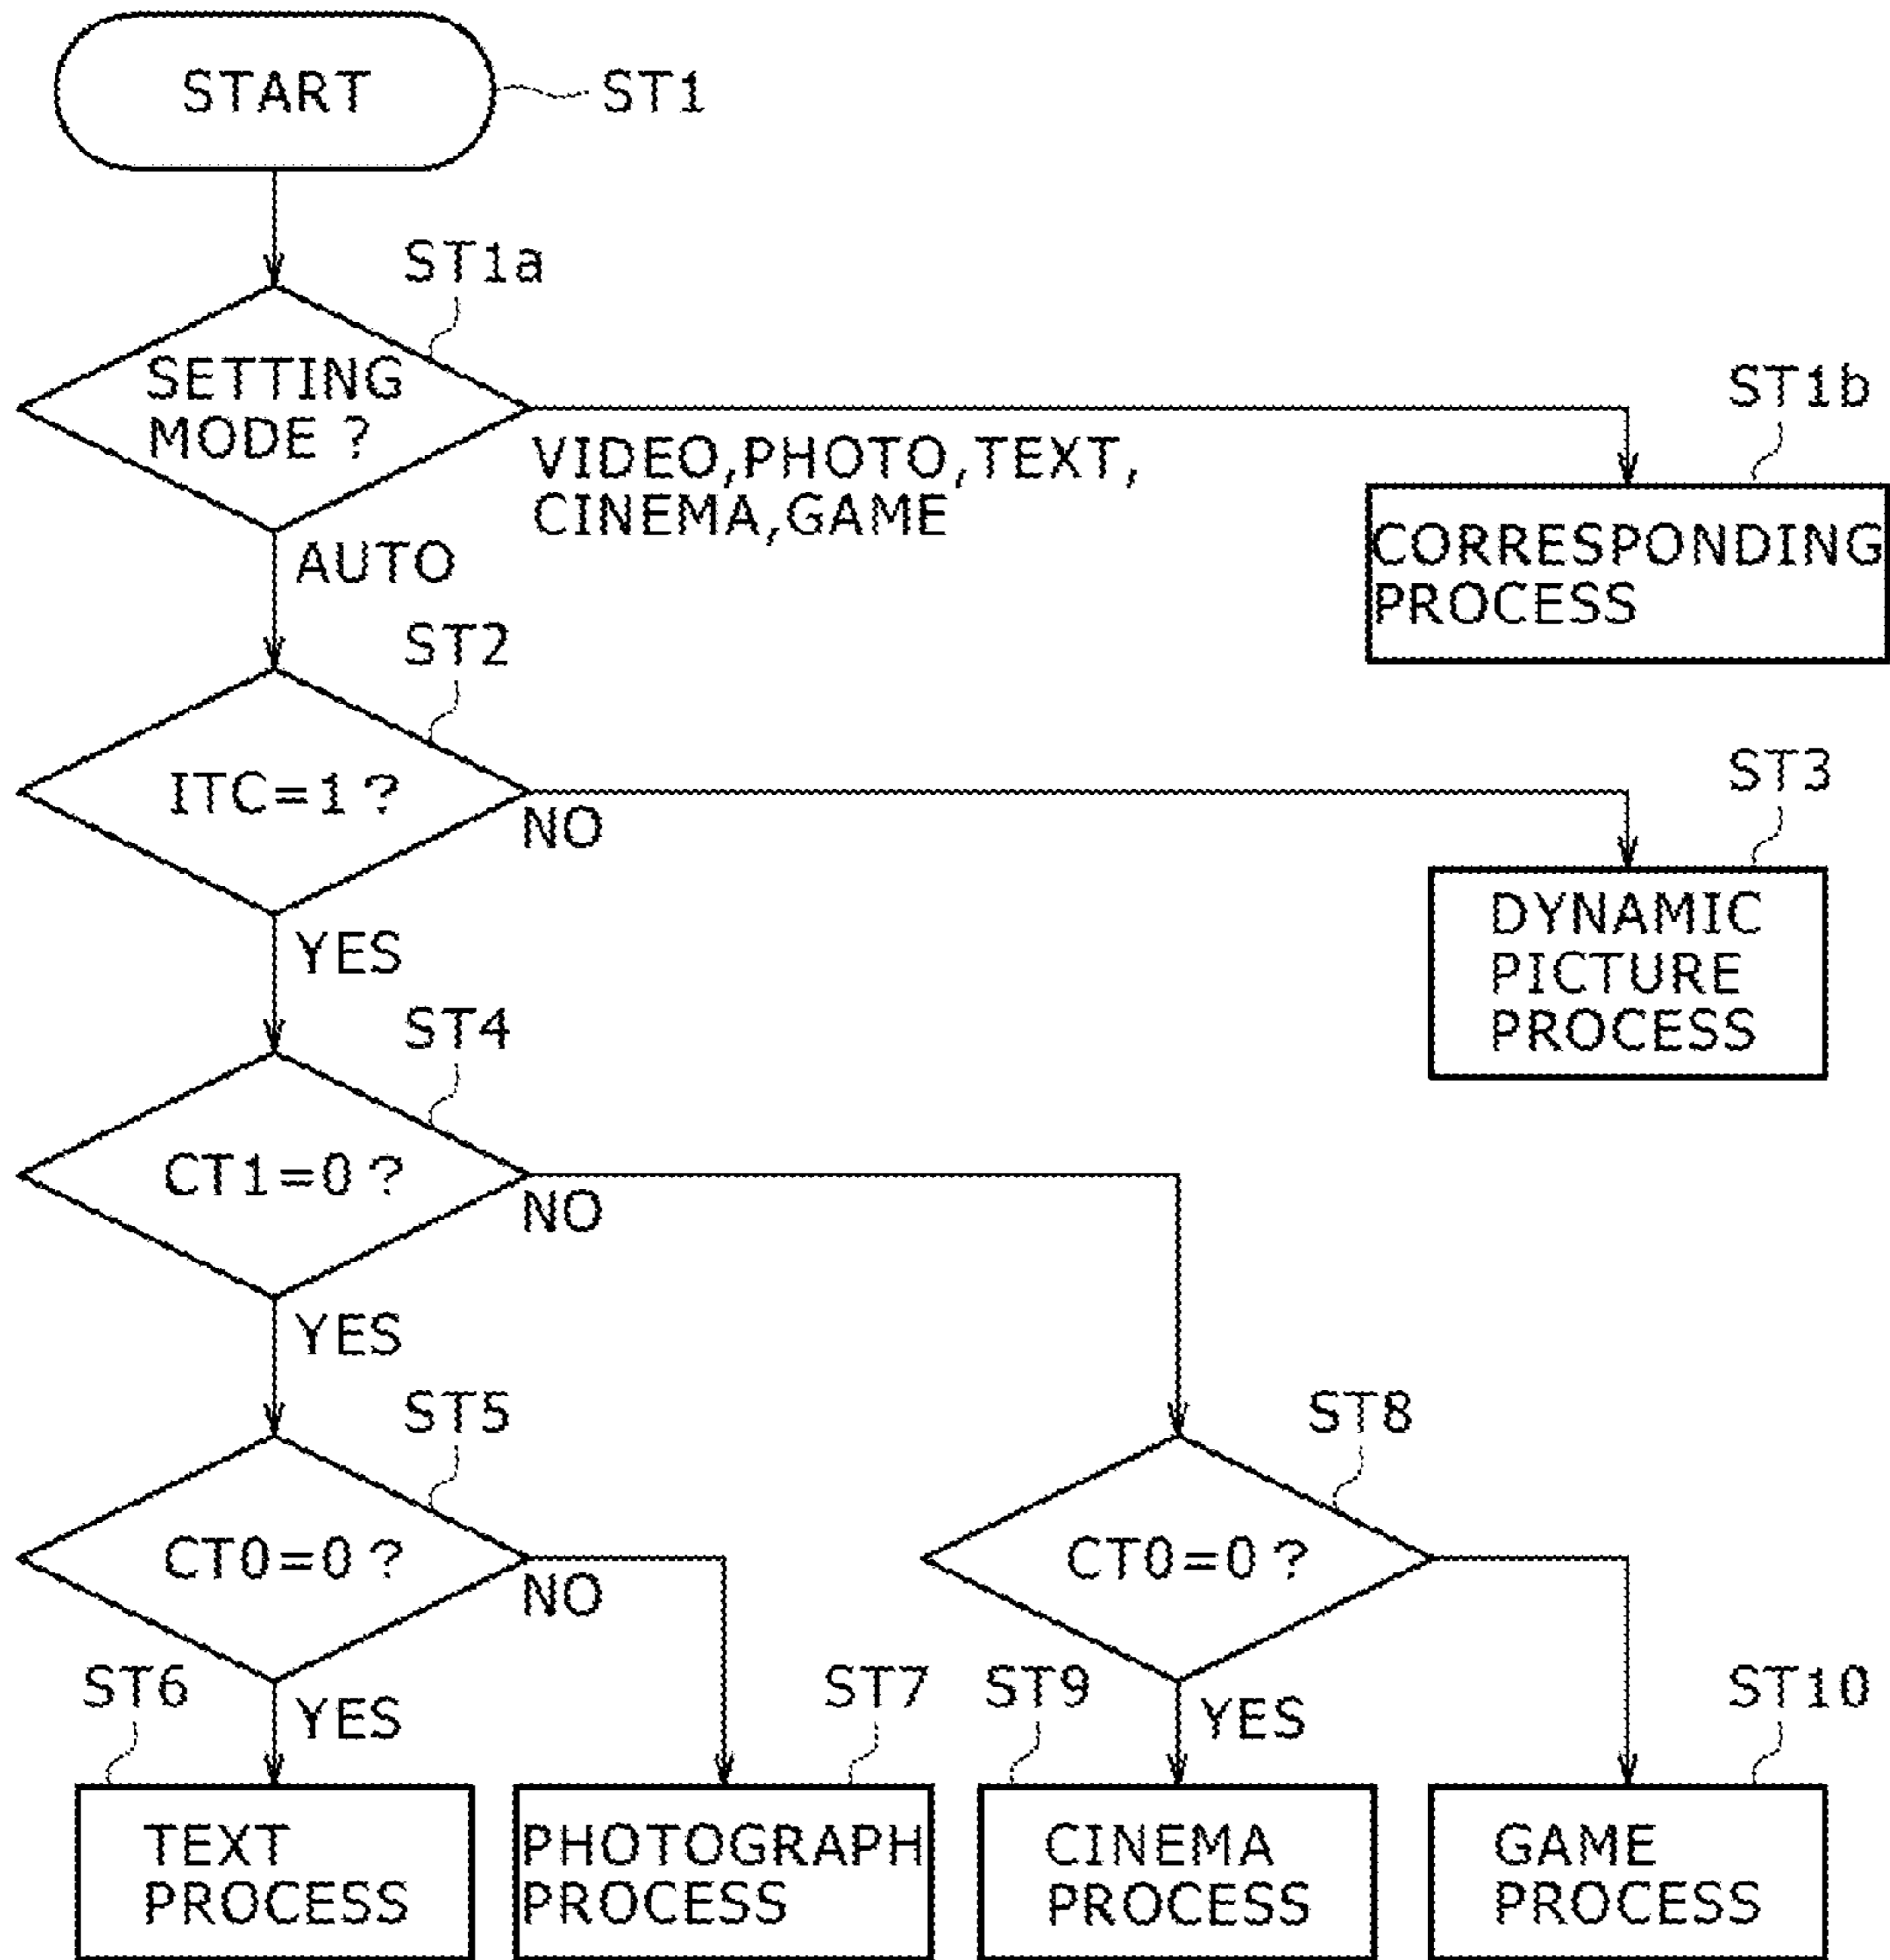 START
ST1
ST1a
SETTING
MODE ?
VIDEO,PHOTO,TEXT,
CINEMA,GAME
ST1b
CORRESPONDING
PROCESS
AUTO
ST2
ITC=1 ?
NO
ST3
DYNAMIC
PICTURE
PROCESS
YES
ST4
CT1=0 ?
NO
YES
ST5
CT0=0 ?
NO
ST8
CT0=0 ?
ST6
YES
ST7
ST9
YES
ST10
TEXT
PROCESS
PHOTOGRAPH
PROCESS
CINEMA
PROCESS
GAME
PROCESS